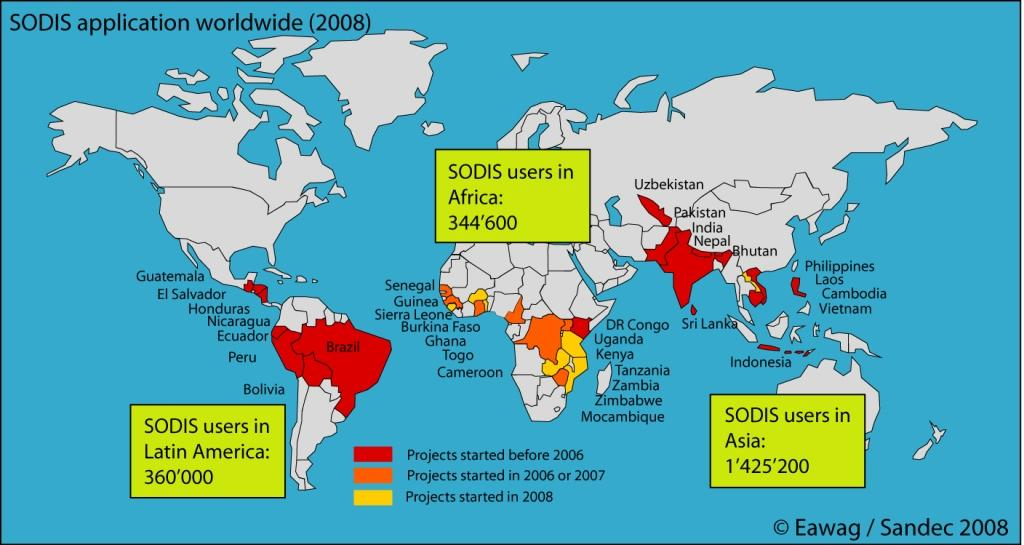 SODIS application worldwide (2008)
SODIS users in
Africa:
344'600
Uzbekistan
Pakistan
India
Nepal
Bhutan
Guatemala
El Salvador
Honduras
Nicaragua
Ecuador
Peru
Brazil
Bolivia
Senegal
Guinea
Sierra Leone
Burkina Faso
Ghana
Togo
Cameroon
DR Congo
Uganda
Kenya
Tanzania
Zambia
Zimbabwe
Mocambique
Sri Lanka
Philippines
Laos
Cambodia
Vietnam
Indonesia
SODIS users in
Latin America:
360'000
SODIS users in
Asia:
1'425'200
Projects started before 2006
Projects started in 2006 or 2007
Projects started in 2008
© Eawag / Sandec 2008